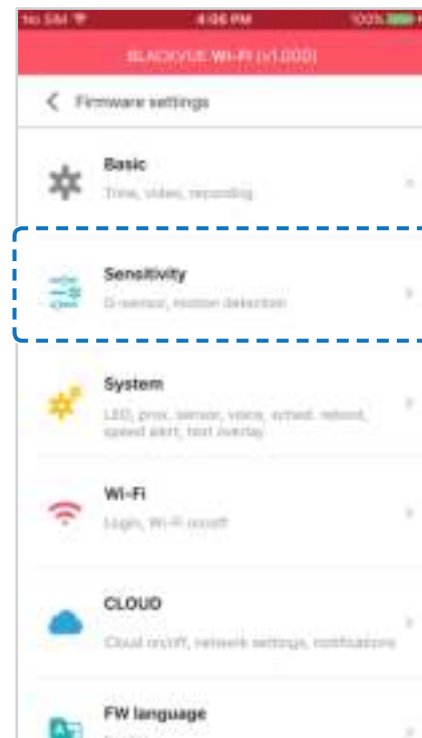 No SIM 4:06 PM 100%
BLACKVUE WI-FI (v1.000)
Firmware settings
Basic
Time, video, recording
Sensitivity
G-sensor, motion detection
System
LED, prox. sensor, voice, sched. reboot,
speed alert, text overlay
Wi-Fi
Login, Wi-Fi on/off
CLOUD
Cloud on/off, network settings, notifications
FW language